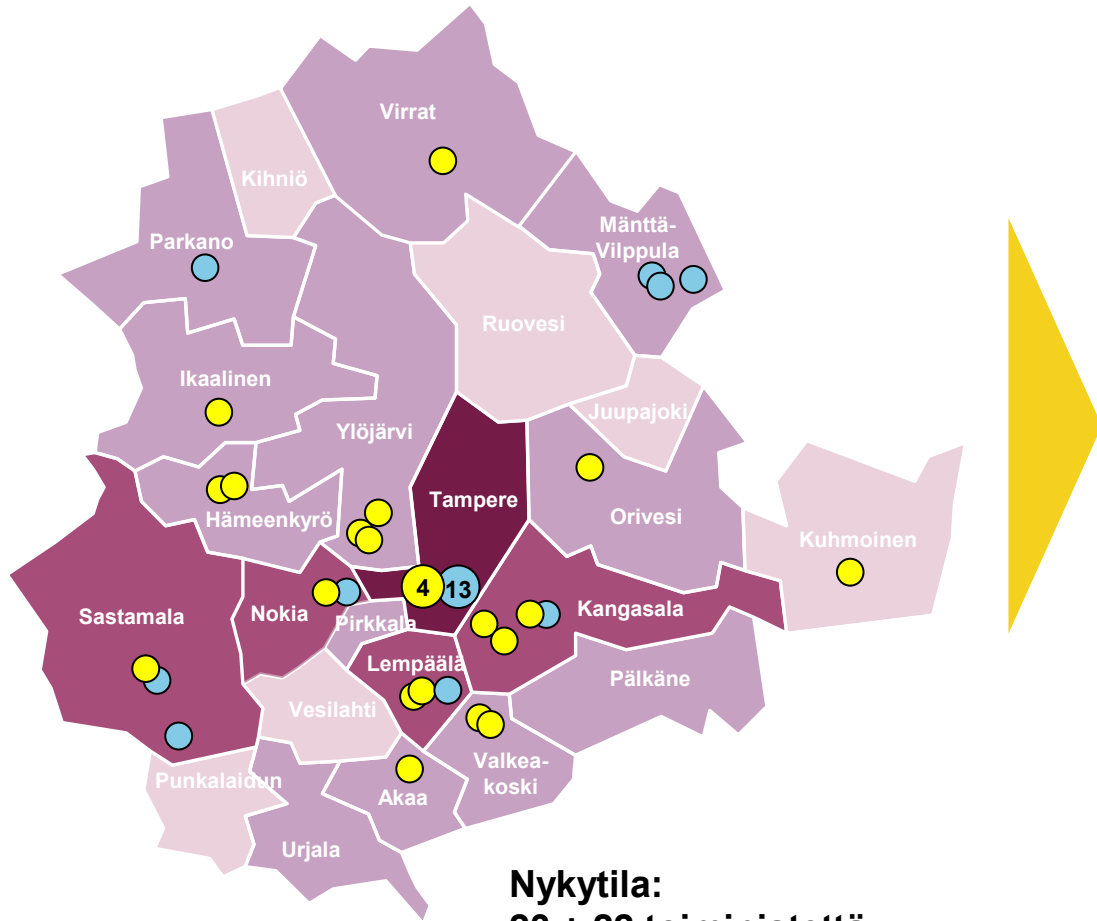 Virrat
Kihniö
Mänttä-
Vilppula
Parkano
Ruovesi
Ikaalinen
Juupajoki
Ylöjärvi
Tampere
Hämeenkyrö
Orivesi
Kuhmoinen
4
13
Sastamala
Nokia
Kangasala
Pirkkala
Lempäälä
Pälkäne
Vesilahti
Valkea-
koski
Punkalaidun
Akaa
Urjala
Nykytila: